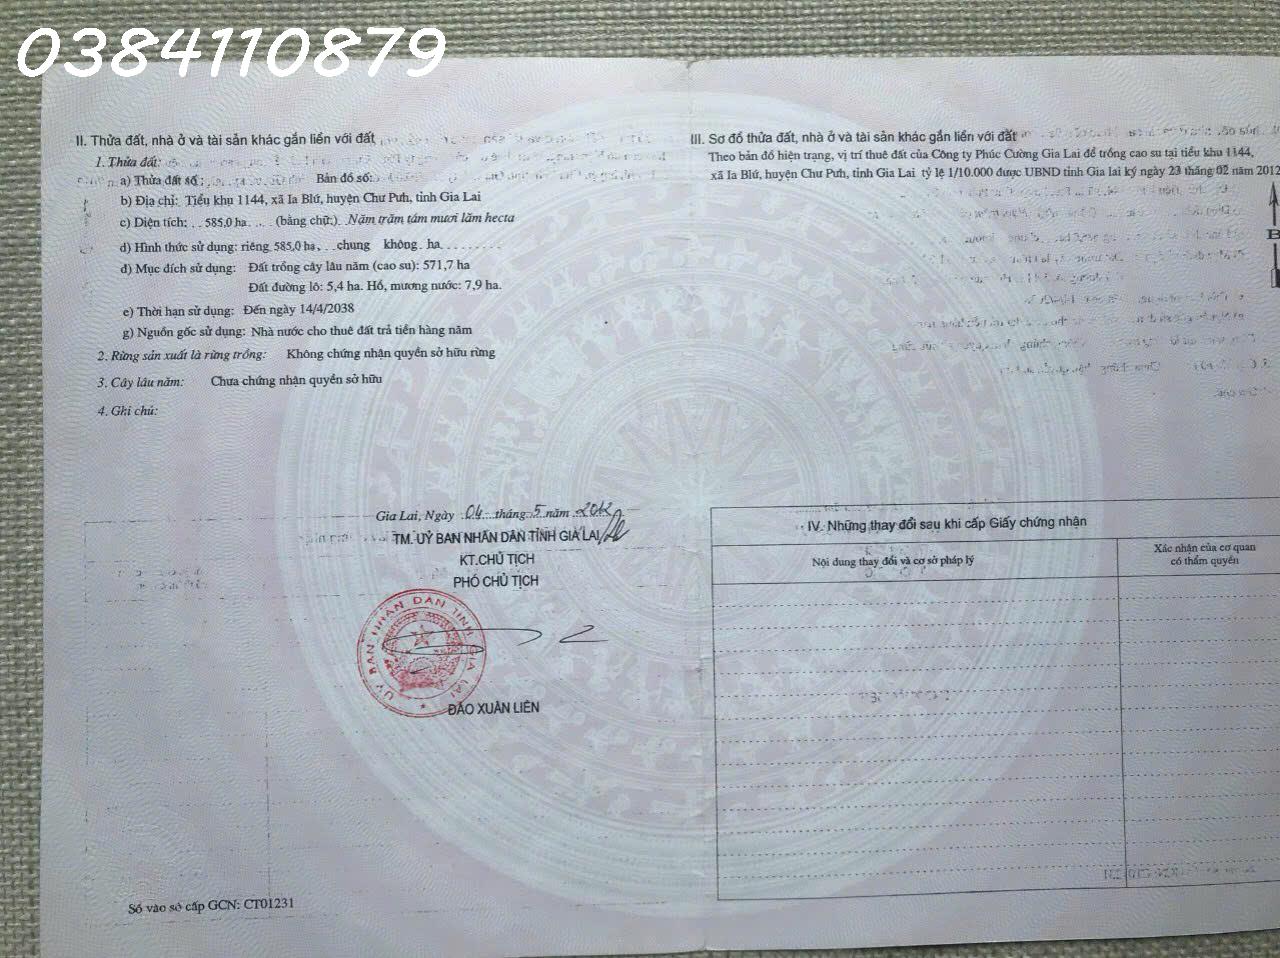 0384110879
II. Thửa đất, nhà ở và tài sản khác gắn liền với đất
1. Thửa đất:
a) Thửa đất số: Bản đồ số:
b) Địa chỉ: Tiểu khu 1144, xã Ia Blứ, huyện Chư Pưh, tỉnh Gia Lai
c) Diện tích: . . 585,0 ha. . . . (bằng chữ:). Năm trăm tám mươi lăm hecta
d) Hình thức sử dụng: riêng 585,0 ha, . . chung không. ha. . . . . . . . .
đ) Mục đích sử dụng: Đất trồng cây lâu năm (cao su): 571,7 ha
Đất đường lô: 5,4 ha. Hồ, mương nước: 7,9 ha.
e) Thời hạn sử dụng: Đến ngày 14/4/2038
g) Nguồn gốc sử dụng: Nhà nước cho thuê đất trả tiền hàng năm
2. Rừng sản xuất là rừng trồng: Không chứng nhận quyền sở hữu rừng
3. Cây lâu năm: Chưa chứng nhận quyền sở hữu
4. Ghi chú:
Gia Lai, Ngày 04 tháng 5 năm 2012
TM. UỶ BAN NHÂN DÂN TỈNH GIA LAI
KT.CHỦ TỊCH
PHÓ CHỦ TỊCH
UỶ BAN NHÂN DÂN TỈNH GIA LAI
ĐÀO XUÂN LIÊN
Số vào sổ cấp GCN: CT01231
III. Sơ đồ thửa đất, nhà ở và tài sản khác gắn liền với đất
Theo bản đồ hiện trạng, vị trí thuê đất của Công ty Phúc Cường Gia Lai để trồng cao su tại tiểu khu 1144,
xã Ia Blứ, huyện Chư Pưh, tỉnh Gia Lai tỷ lệ 1/10.000 được UBND tỉnh Gia lai ký ngày 23 tháng 02 năm 2012
B
IV. Những thay đổi sau khi cấp Giấy chứng nhận
Nội dung thay đổi và cơ sở pháp lý
Xác nhận của cơ quan
có thẩm quyền